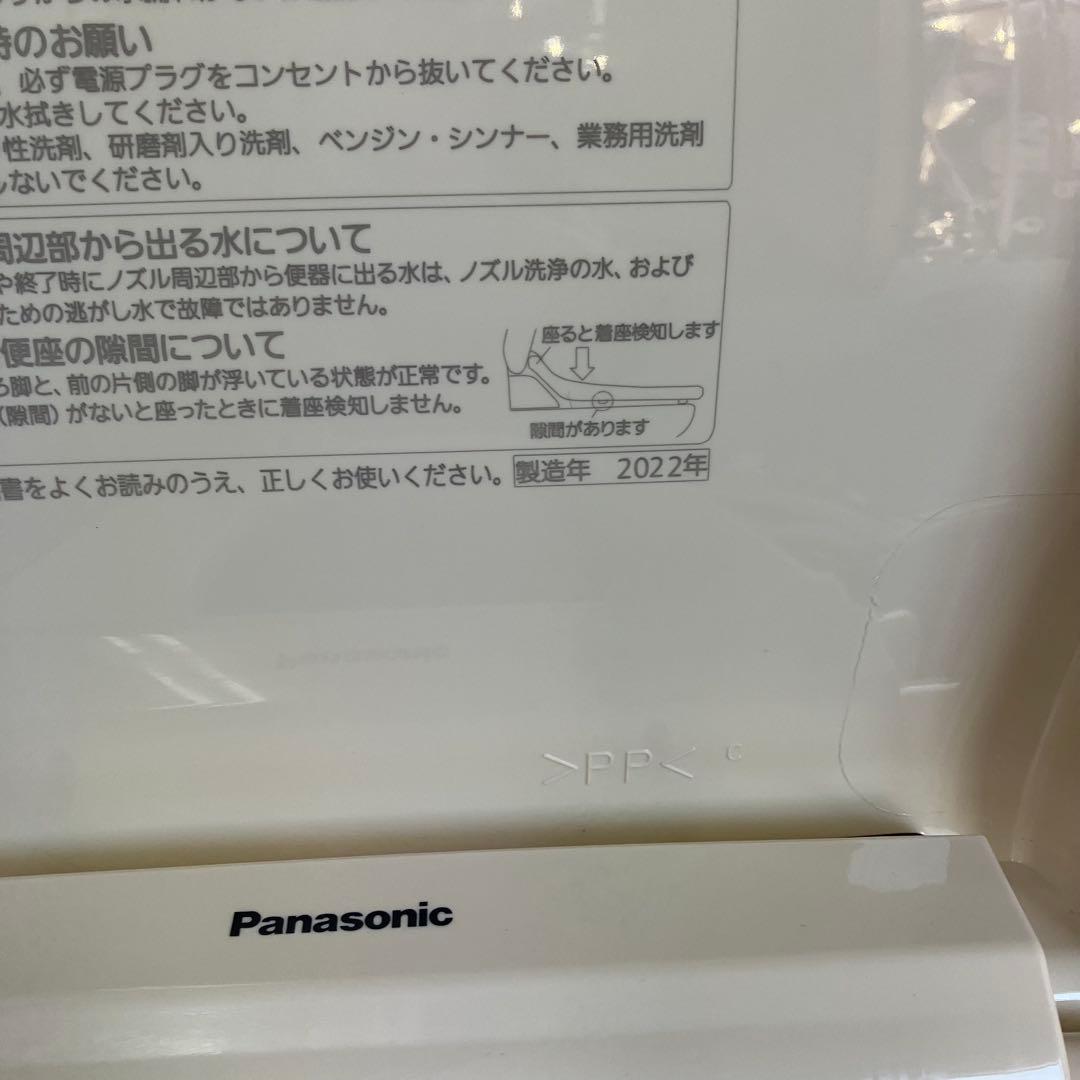 時のお願い
、必ず電源プラグをコンセントから抜いてください。
水拭きしてください。
性洗剤、研磨剤入り洗剤、ベンジン・シンナー、業務用洗剤
しないでください。
周辺部から出る水について
や終了時にノズル周辺部から便器に出る水は、ノズル洗浄の水、および
ための逃がし水で故障ではありません。
便座の隙間について
ろ脚と、前の片側の脚が浮いている状態が正常です。
(隙間)がないと座ったときに着座検知しません。
座ると着座検知します
隙間があります
書をよくお読みのうえ、正しくお使いください。
製造年 2022年
>PP< C
Panasonic